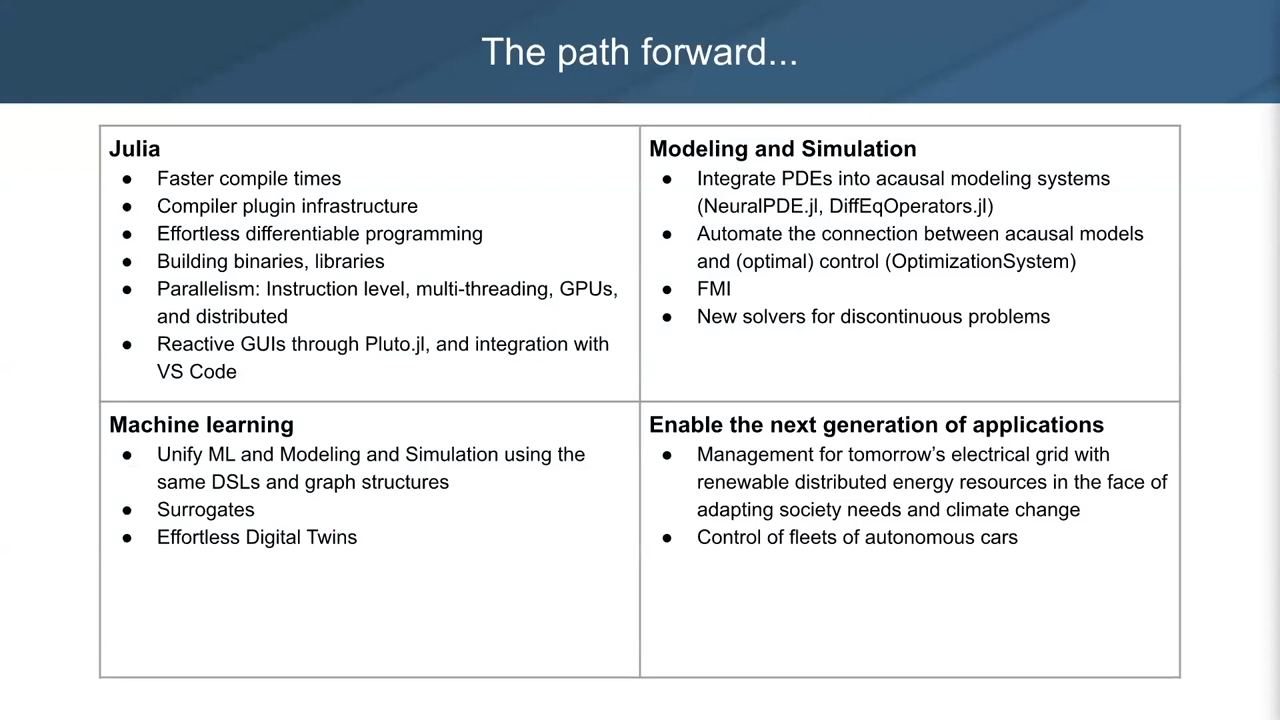 The path forward...
Julia
● Faster compile times
● Compiler plugin infrastructure
● Effortless differentiable programming
● Building binaries, libraries
● Parallelism: Instruction level, multi-threading, GPUs,
and distributed
● Reactive GUIs through Pluto.jl, and integration with
VS Code
Modeling and Simulation
● Integrate PDEs into acausal modeling systems
(NeuralPDE.jl, DiffEqOperators.jl)
● Automate the connection between acausal models
and (optimal) control (OptimizationSystem)
● FMI
● New solvers for discontinuous problems
Machine learning
● Unify ML and Modeling and Simulation using the
same DSLs and graph structures
● Surrogates
● Effortless Digital Twins
Enable the next generation of applications
● Management for tomorrow’s electrical grid with
renewable distributed energy resources in the face of
adapting society needs and climate change
● Control of fleets of autonomous cars